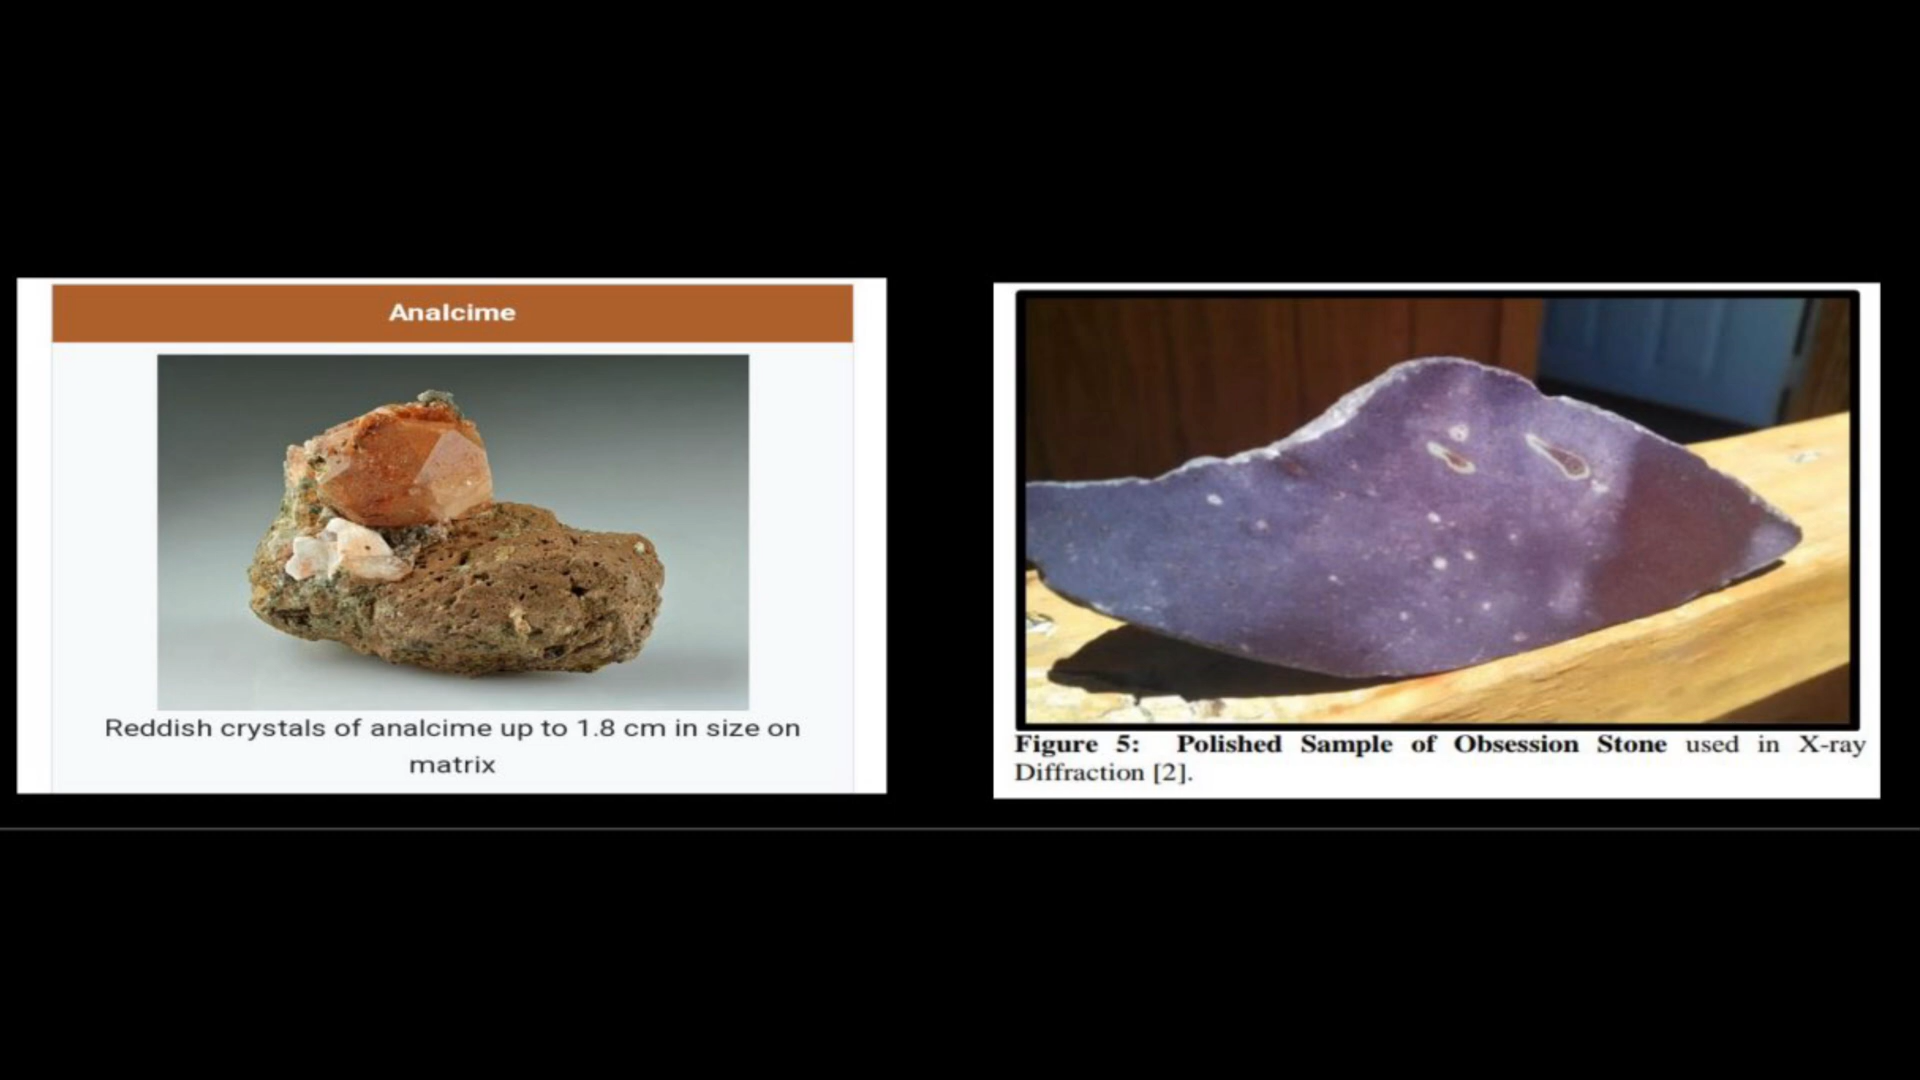 Analcime
Reddish crystals of analcime up to 1.8 cm in size on
matrix
Figure 5: Polished Sample of Obsession Stone used in X-ray
Diffraction [2].